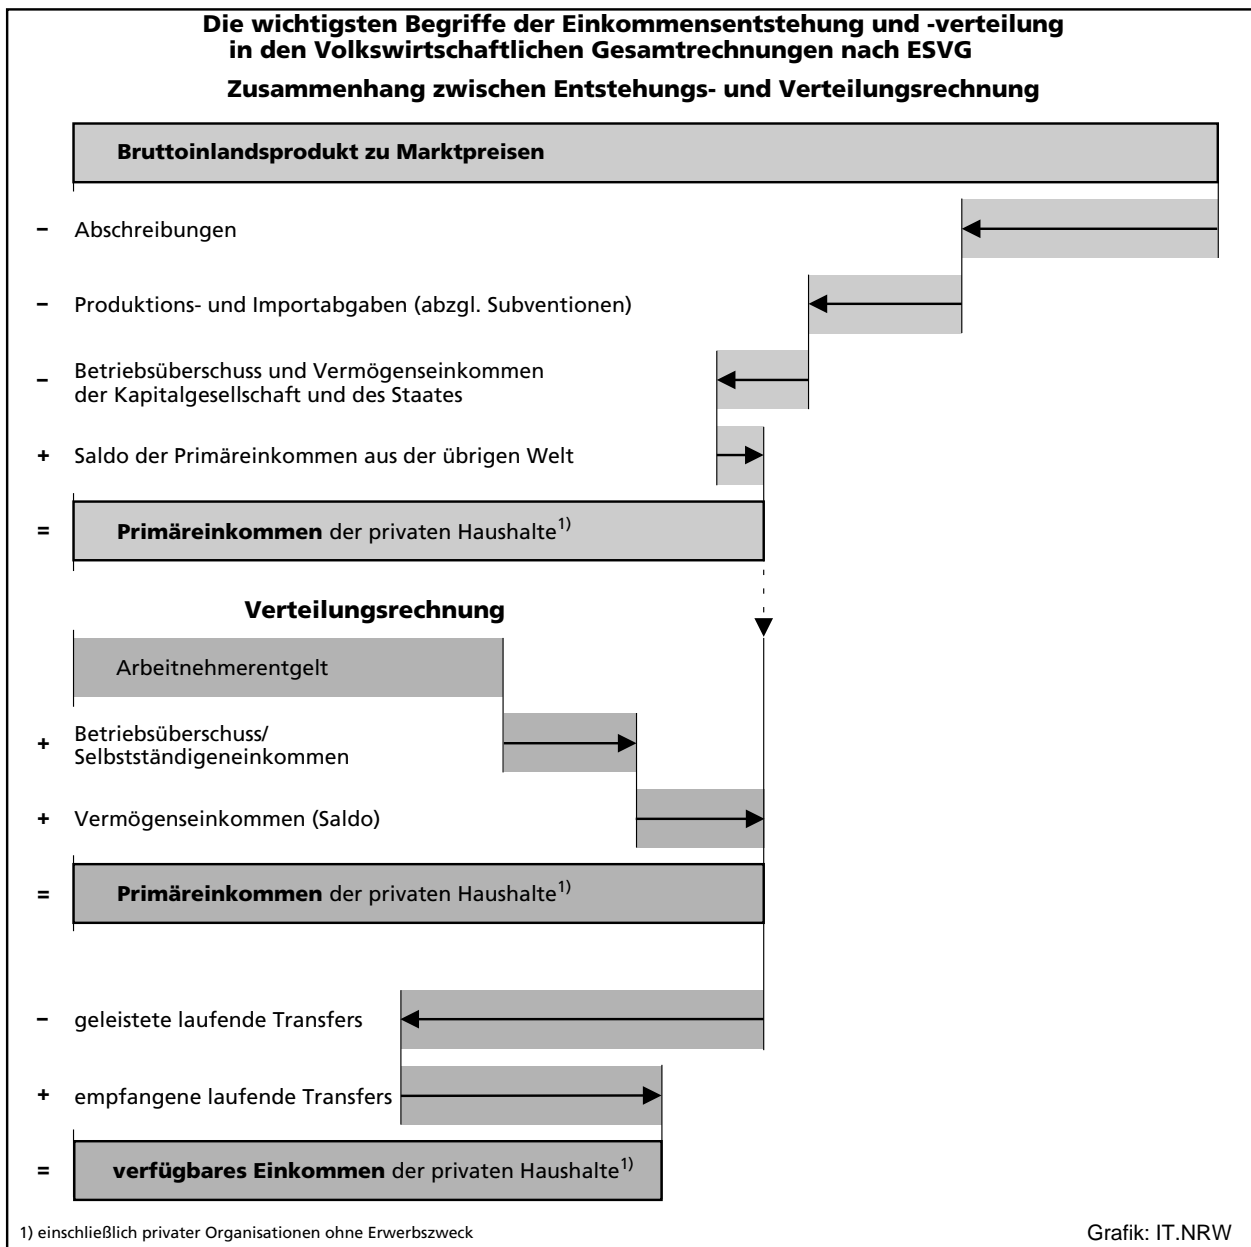 Die wichtigsten Begriffe der Einkommensentstehung und -verteilung
in den Volkswirtschaftlichen Gesamtrechnungen nach ESVG
Zusammenhang zwischen Entstehungs- und Verteilungsrechnung
Bruttoinlandsprodukt zu Marktpreisen
– Abschreibungen
– Produktions- und Importabgaben (abzgl. Subventionen)
– Betriebsüberschuss und Vermögenseinkommen
der Kapitalgesellschaft und des Staates
+ Saldo der Primäreinkommen aus der übrigen Welt
= Primäreinkommen der privaten Haushalte1)
Verteilungsrechnung
Arbeitnehmerentgelt
+ Betriebsüberschuss/
Selbstständigeneinkommen
+ Vermögenseinkommen (Saldo)
= Primäreinkommen der privaten Haushalte1)
– geleistete laufende Transfers
+ empfangene laufende Transfers
= verfügbares Einkommen der privaten Haushalte1)
1) einschließlich privater Organisationen ohne Erwerbszweck
Grafik: IT.NRW